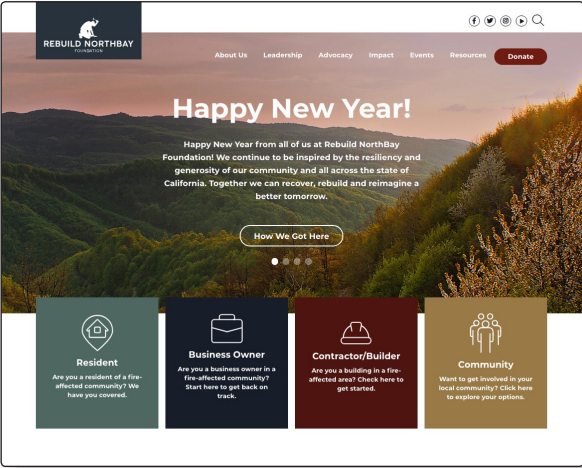 REBUILD NORTHBAY
FOUNDATION
About Us Leadership Advocacy Impact Events Resources Donate
Happy New Year!
Happy New Year from all of us at Rebuild NorthBay
Foundation! We continue to be inspired by the resiliency and
generosity of our community and all across the state of
California. Together we can recover, rebuild and reimagine a
better tomorrow.
How We Got Here
Resident
Are you a resident of a fire-
affected community? We
have you covered.
Business Owner
Are you a business owner in a
fire-affected community?
Start here to get back on
track.
Contractor/Builder
Are you a building in a fire-
affected area? Check here to
get started.
Community
Want to get involved in your
local community? Click here
to explore your options.